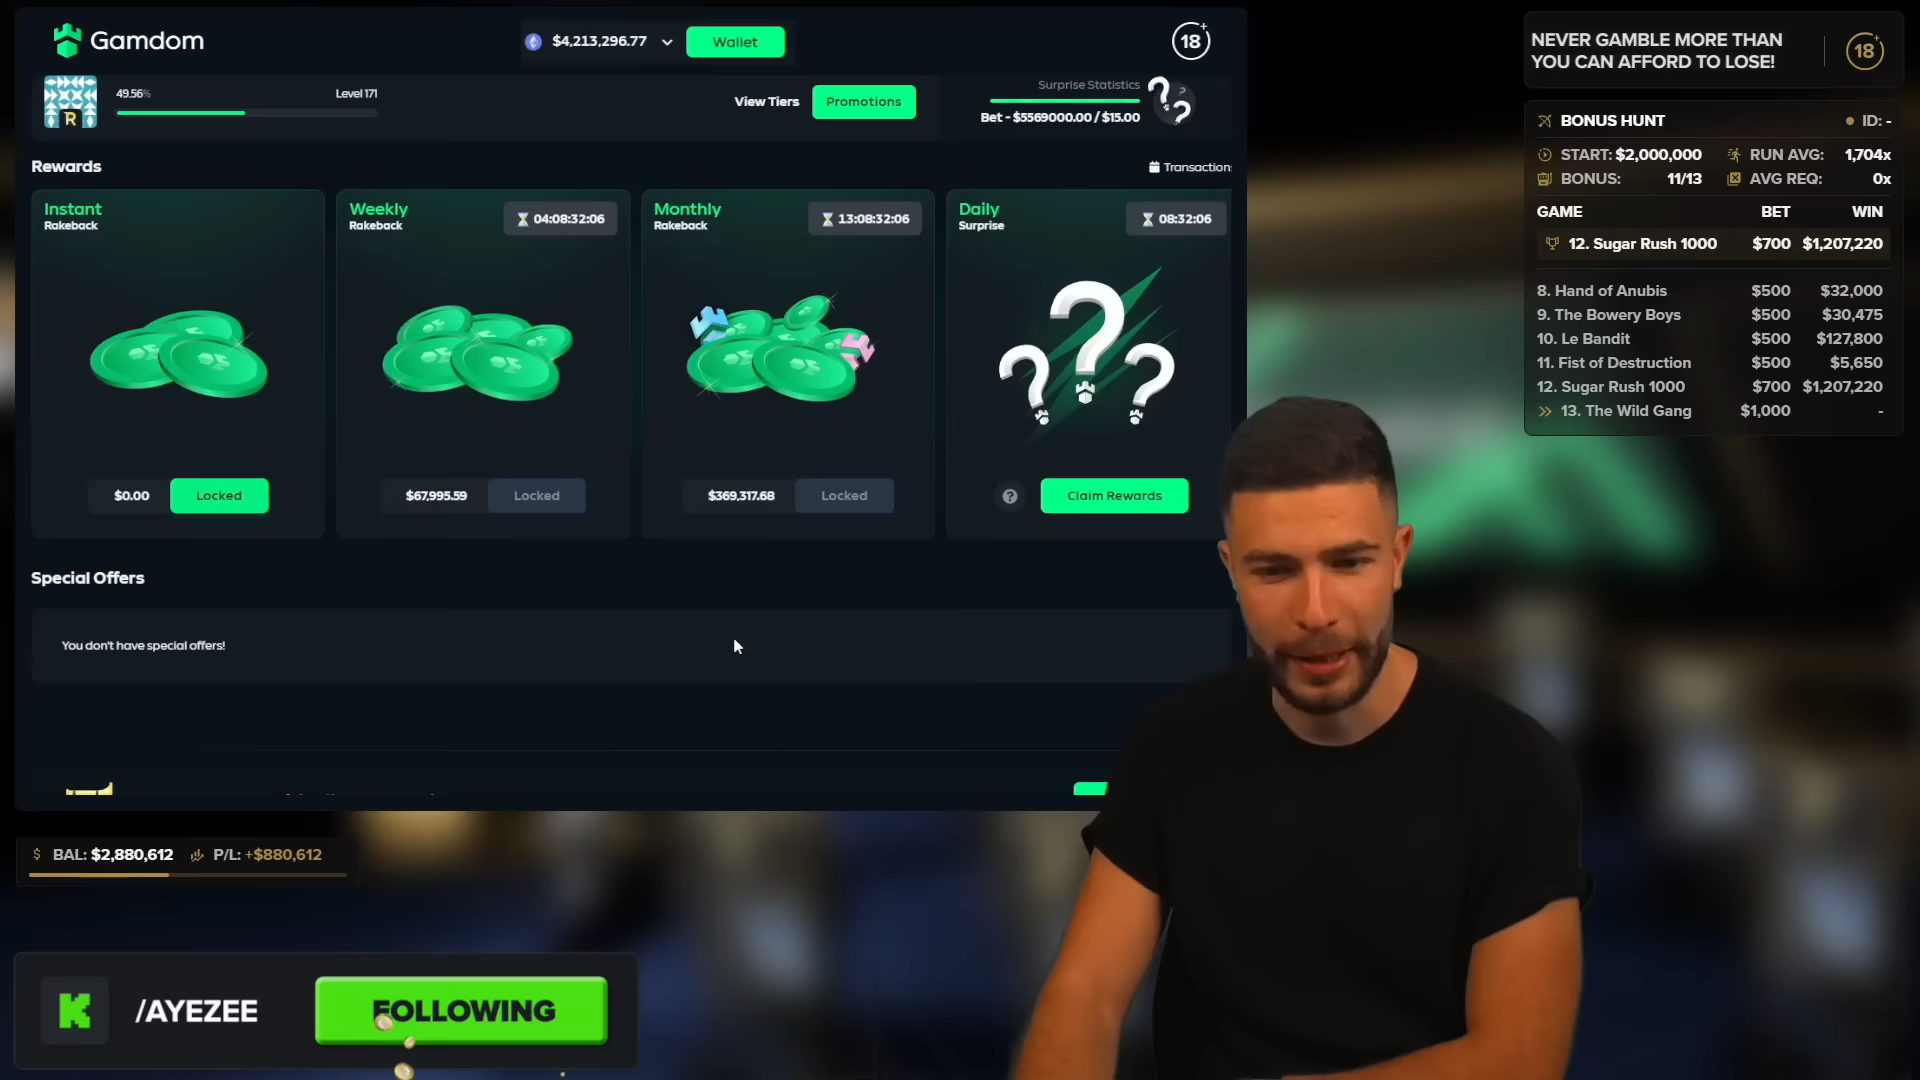 Gamdom
$4,213,296.77
Wallet
18+
49.56%
Level 171
R
View Tiers
Promotions
Surprise Statistics
Bet - $5569000.00 / $15.00
Rewards
Transaction
Instant
Rakeback
$0.00
Locked
Weekly
Rakeback
04:08:32:06
$67,995.59
Locked
Monthly
Rakeback
13:08:32:06
$369,317.68
Locked
Daily
Surprise
08:32:06
?
Claim Rewards
Special Offers
You don't have special offers!
BAL: $2,880,612 P/L: +$880,612
K
/AYEZEE
FOLLOWING
NEVER GAMBLE MORE THAN
YOU CAN AFFORD TO LOSE!
18+
BONUS HUNT
ID: -
START: $2,000,000 RUN AVG: 1,704x
BONUS: 11/13 AVG REQ: 0x
GAME BET WIN
12. Sugar Rush 1000 $700 $1,207,220
8. Hand of Anubis $500 $32,000
9. The Bowery Boys $500 $30,475
10. Le Bandit $500 $127,800
11. Fist of Destruction $500 $5,650
12. Sugar Rush 1000 $700 $1,207,220
13. The Wild Gang $1,000 -